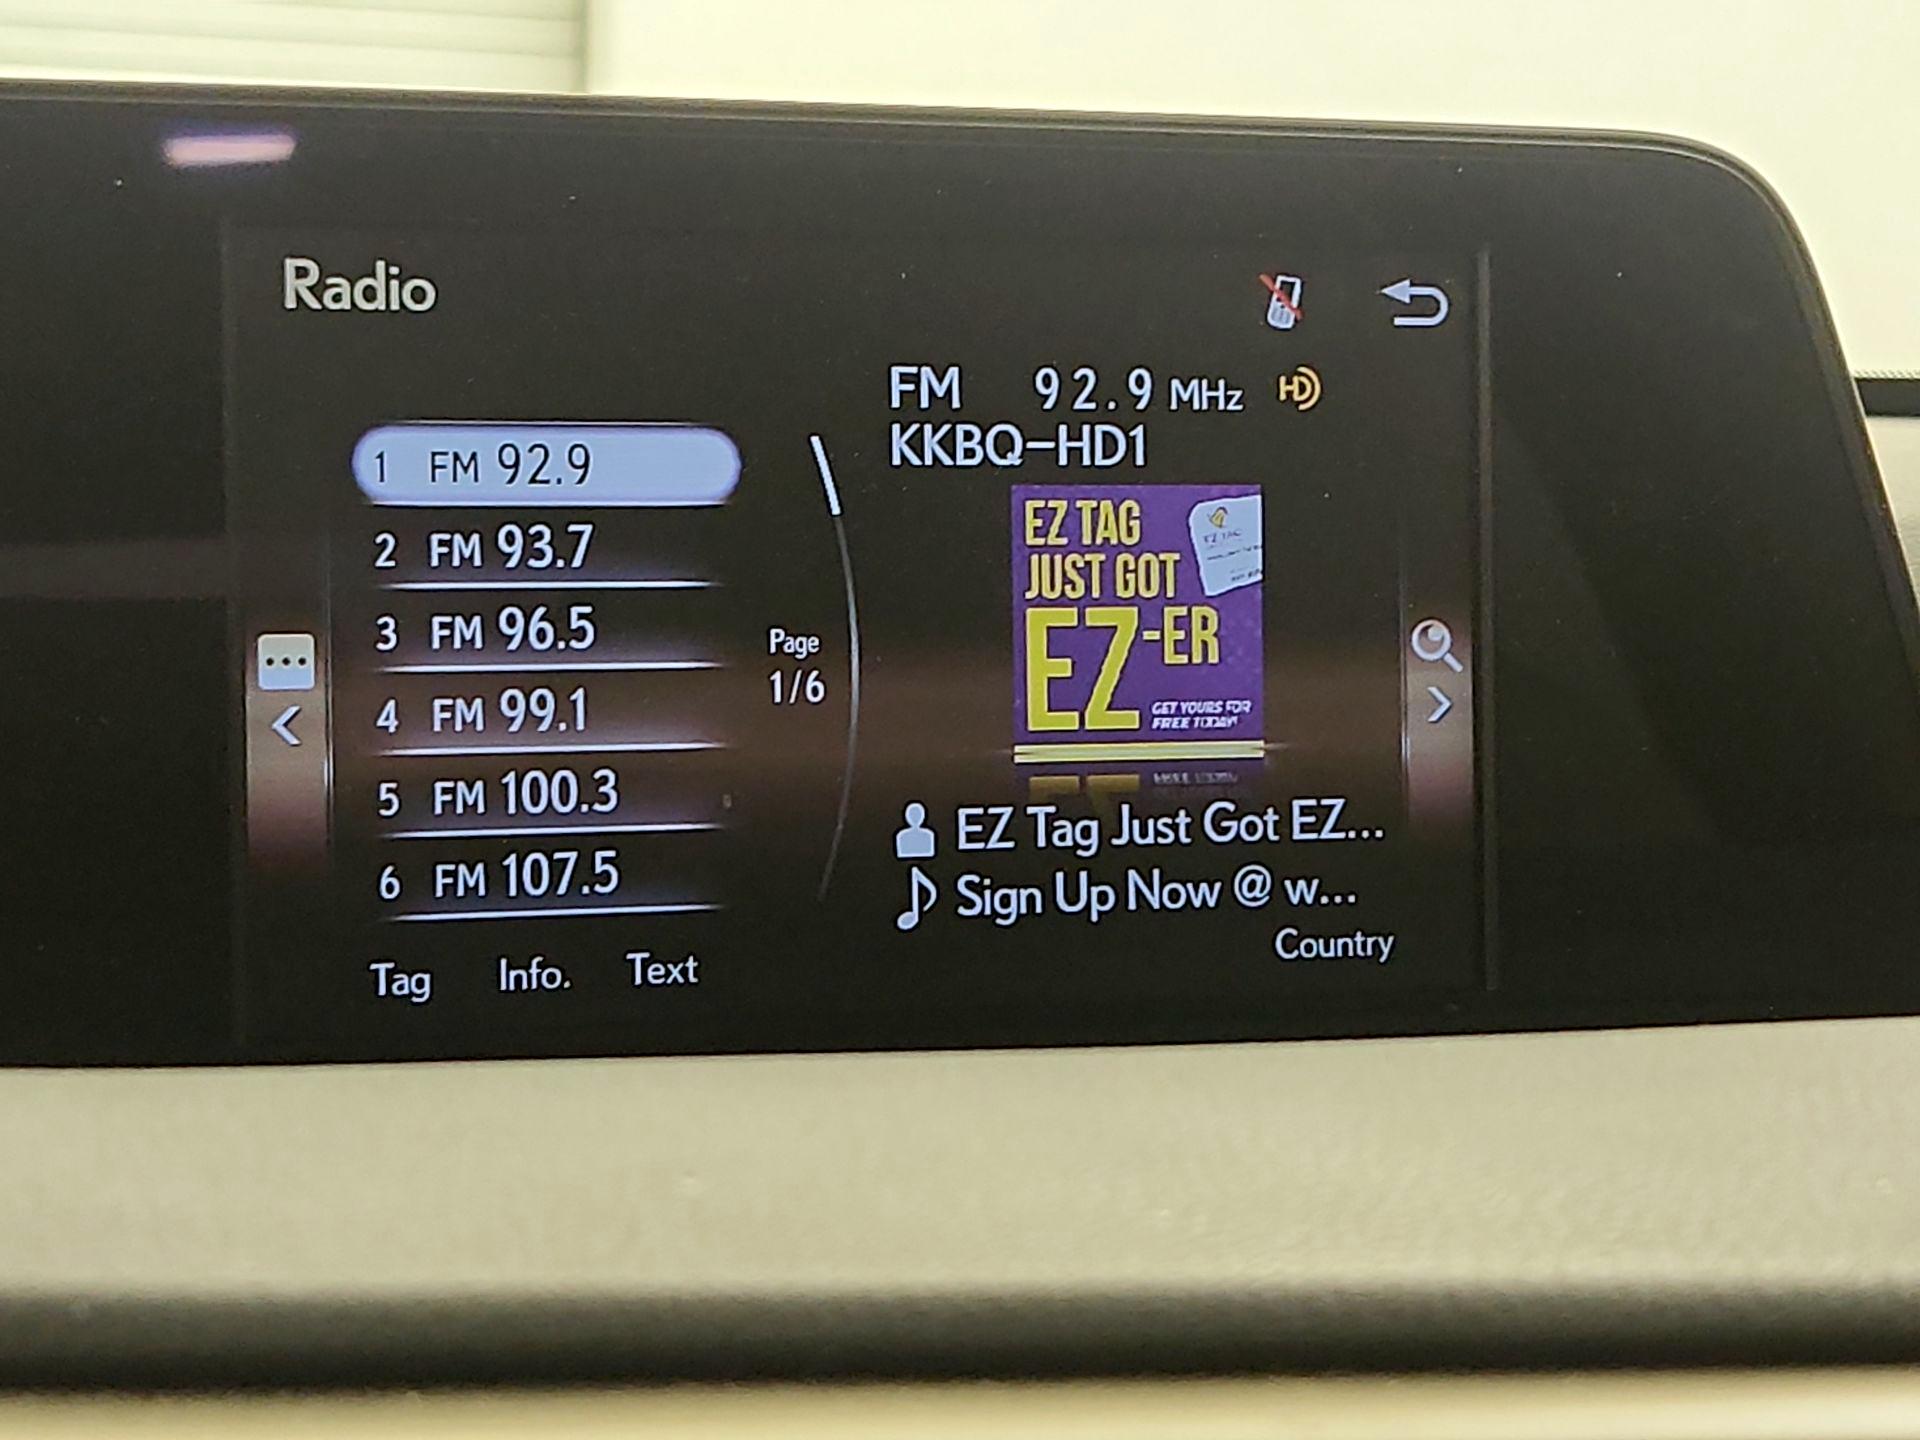 Radio
1 FM 92.9
2 FM 93.7
3 FM 96.5
4 FM 99.1
5 FM 100.3
6 FM 107.5
Page
1/6
Tag Info. Text
FM 92.9 MHz HD
KKBQ-HD1
EZ TAG
JUST GOT
EZ-ER
GET YOURS FOR
FREE TODAY!
EZ TAG
EZ Tag Just Got EZ...
Sign Up Now @ w...
Country